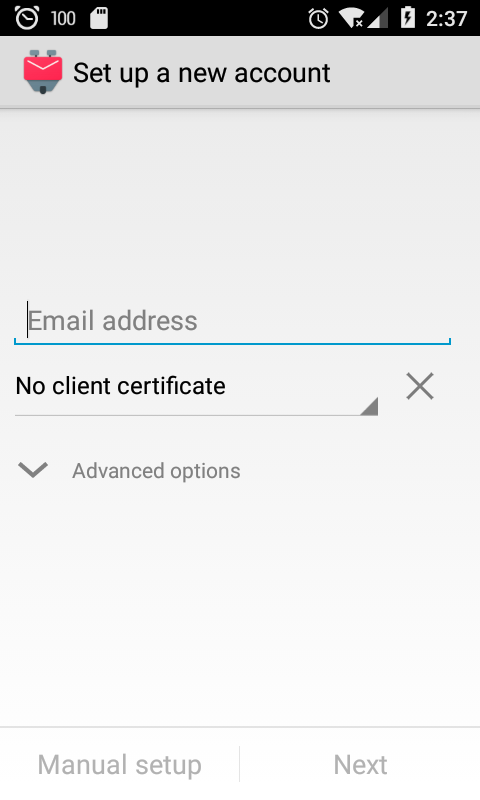 100
2:37
Set up a new account
Email address
No client certificate
Advanced options
Manual setup
Next